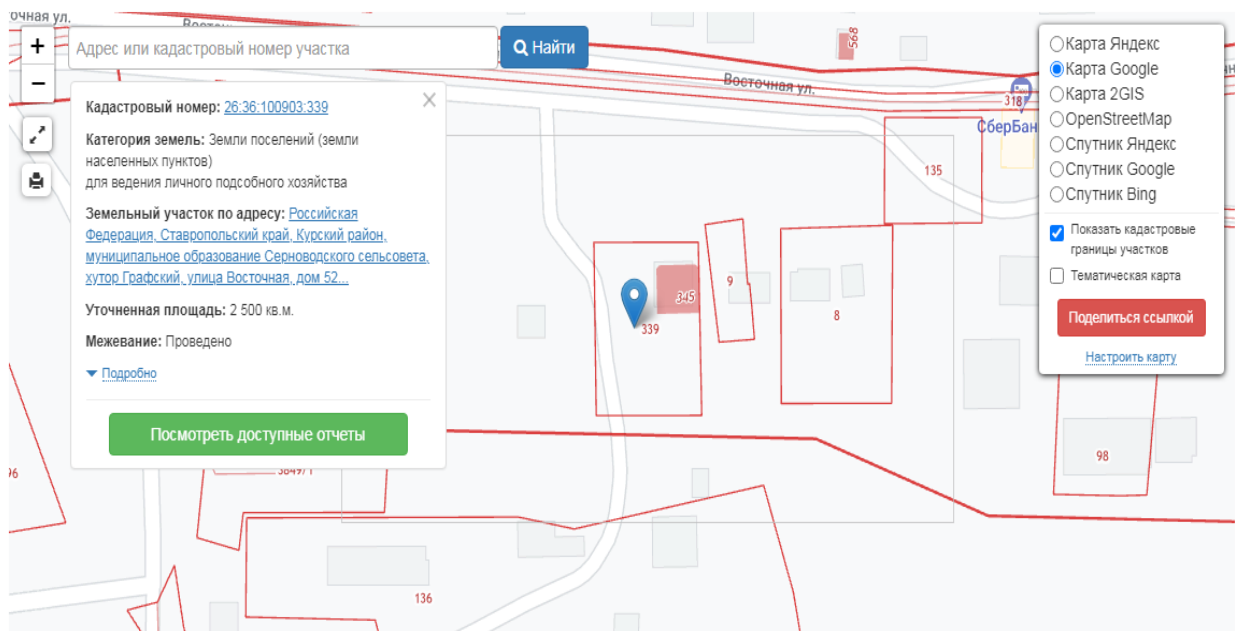 очная ул.
Адрес или кадастровый номер участка
Найти
Кадастровый номер: 26:36:100903:339
Категория земель: Земли поселений (земли
населенных пунктов)
для ведения личного подсобного хозяйства
Земельный участок по адресу: Российская
Федерация, Ставропольский край, Курский район,
муниципальное образование Серноводского сельсовета,
хутор Графский, улица Восточная, дом 52...
Уточненная площадь: 2 500 кв.м.
Межевание: Проведено
Подробно
Посмотреть доступные отчеты
568
Восточная ул.
318
СберБан
135
9
345
339
8
98
136
96
3849/1
Карта Яндекс
Карта Google
Карта 2GIS
OpenStreetMap
Спутник Яндекс
Спутник Google
Спутник Bing
Показать кадастровые
границы участков
Тематическая карта
Поделиться ссылкой
Настроить карту